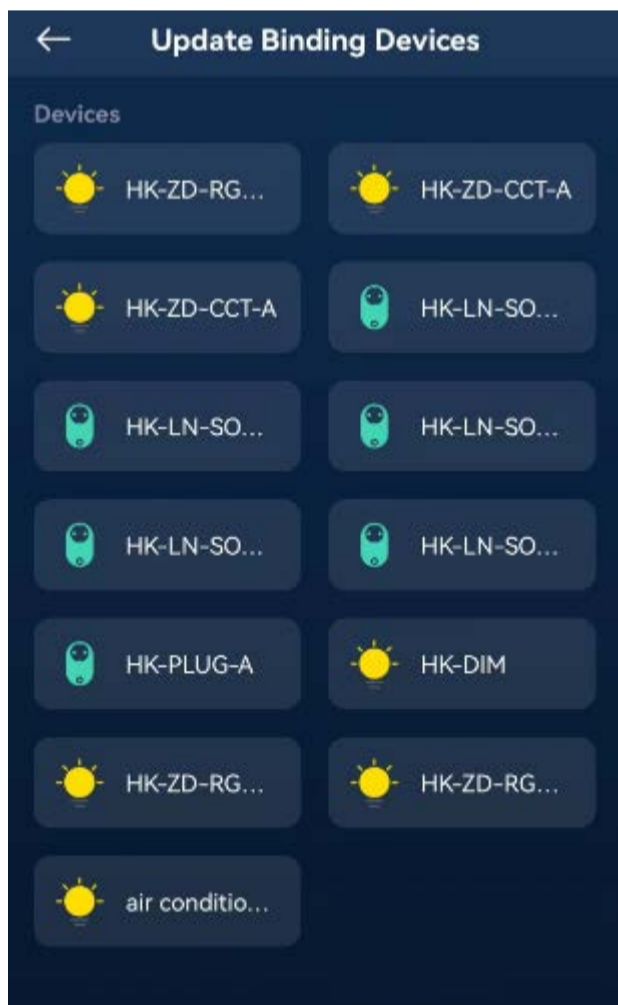 Update Binding Devices
Devices
HK-ZD-RG...
HK-ZD-CCT-A
HK-ZD-CCT-A
HK-LN-SO...
HK-LN-SO...
HK-LN-SO...
HK-LN-SO...
HK-LN-SO...
HK-PLUG-A
HK-DIM
HK-ZD-RG...
HK-ZD-RG...
air conditio...